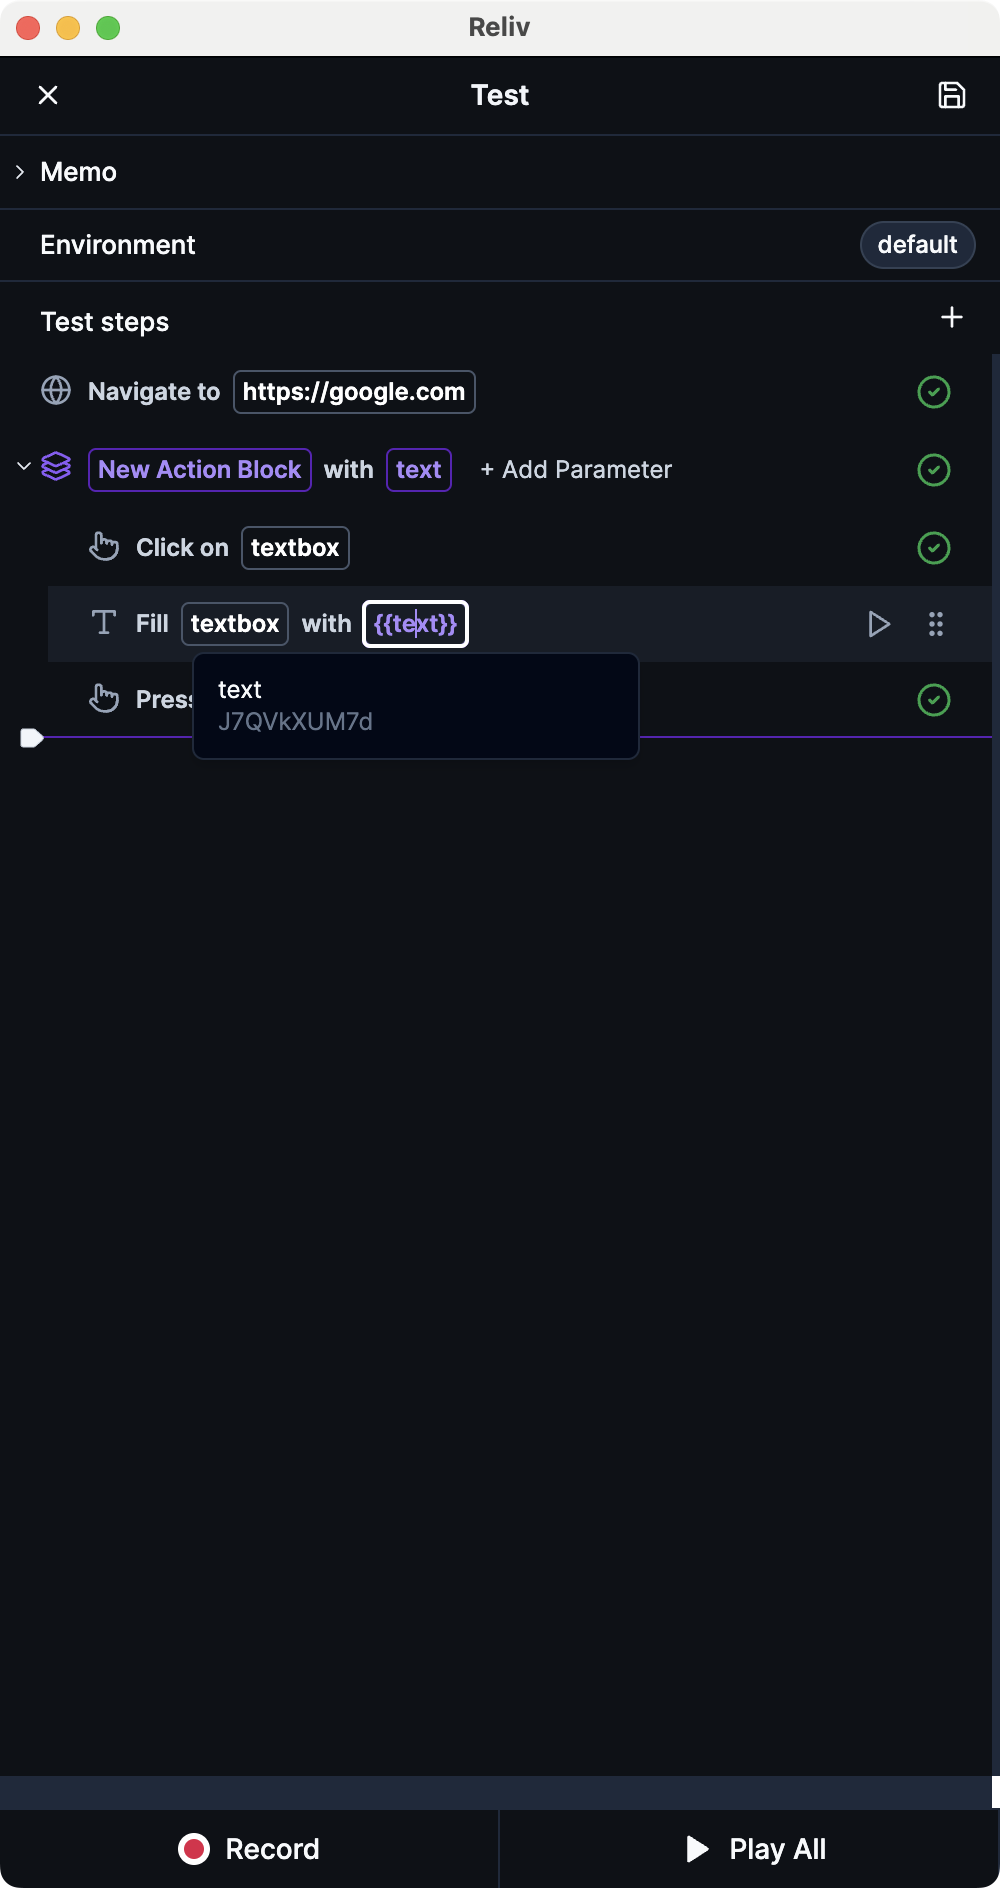 Reliv
Test
Memo
Environment default
Test steps
Navigate to https://google.com
New Action Block with text + Add Parameter
Click on textbox
Fill textbox with {{text}}
text
J7QVkXUM7d
Press
Record Play All